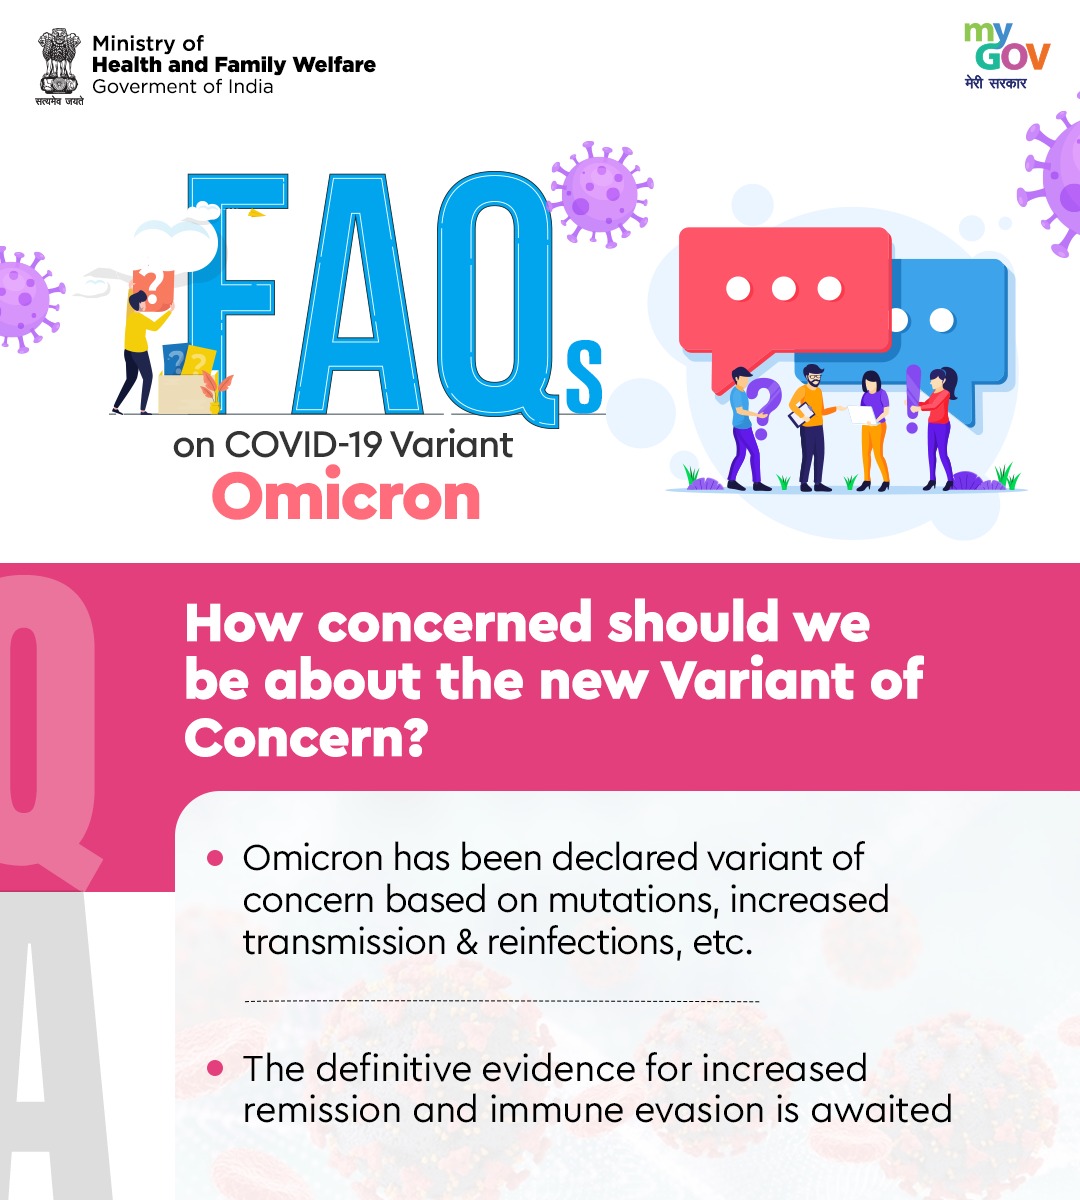 Ministry of
Health and Family Welfare
Goverment of India
सत्यमेव जयते
my
GOV
मेरी सरकार
FAQs
on COVID-19 Variant
Omicron
How concerned should we
be about the new Variant of
Concern?
Q
Omicron has been declared variant of
concern based on mutations, increased
transmission & reinfections, etc.
A
The definitive evidence for increased
remission and immune evasion is awaited